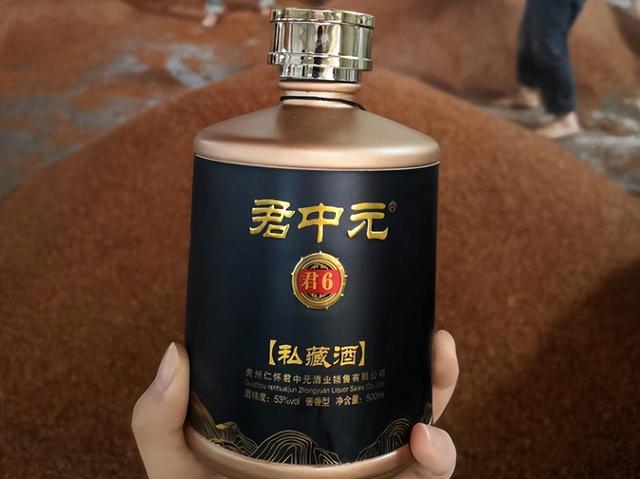 君中元®
君6
【私藏酒】
贵州仁怀君中元酒业销售有限公司
Guizhou renhuaijun Zhongyuan Liquor Sales Co., Ltd
酒精度：53%vol 酱香型 净含量：500ml